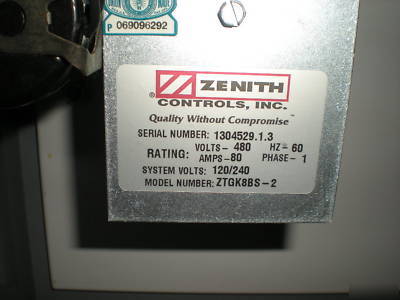 P 069096292
ZENITH
® CONTROLS, INC.
Quality Without Compromise™
SERIAL NUMBER: 1304529.1.3
RATING: VOLTS- 480 HZ- 60
AMPS- 80 PHASE- 1
SYSTEM VOLTS: 120/240
MODEL NUMBER: ZTGK8BS-2